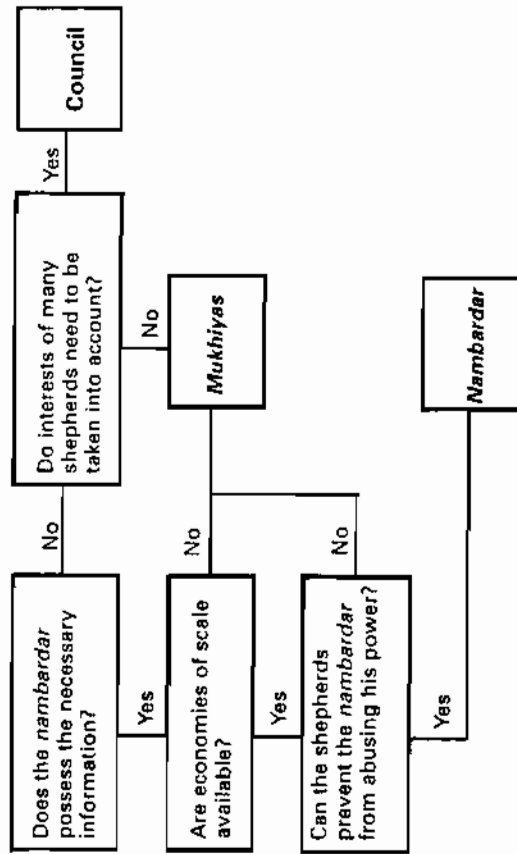 Does the nambardar
possess the necessary
information?
No
Do interests of many
shepherds need to be
taken into account?
Yes
Council
Yes
No
Are economies of scale
available?
No
Mukhiyas
Yes
Can the shepherds
prevent the nambardar
from abusing his power?
No
Yes
Nambardar